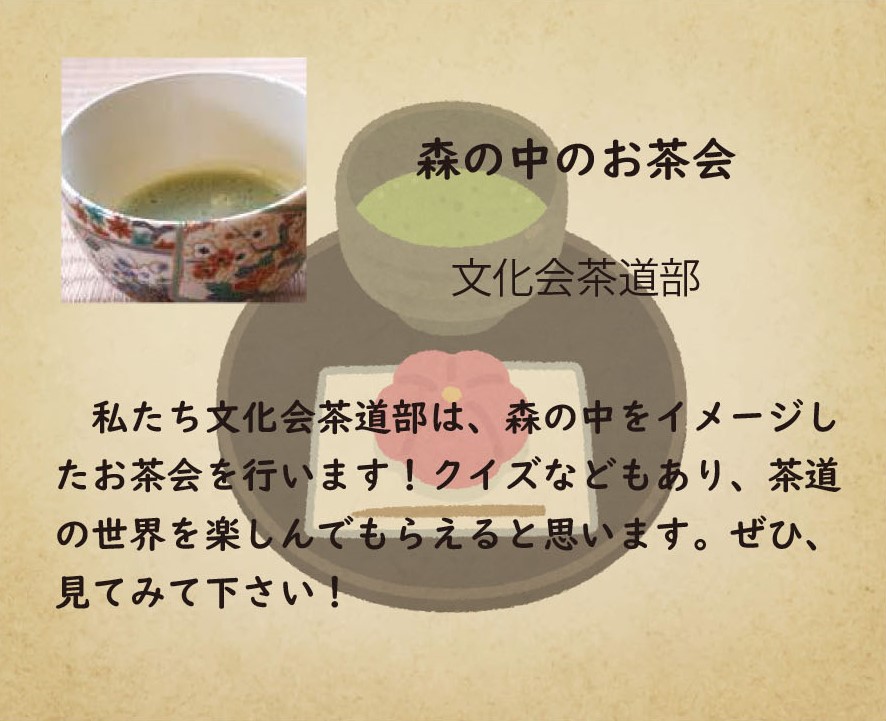 森の中のお茶会
文化会茶道部
　私たち文化会茶道部は、森の中をイメージし
たお茶会を行います！クイズなどもあり、茶道
の世界を楽しんでもらえると思います。ぜひ、
見てみて下さい！